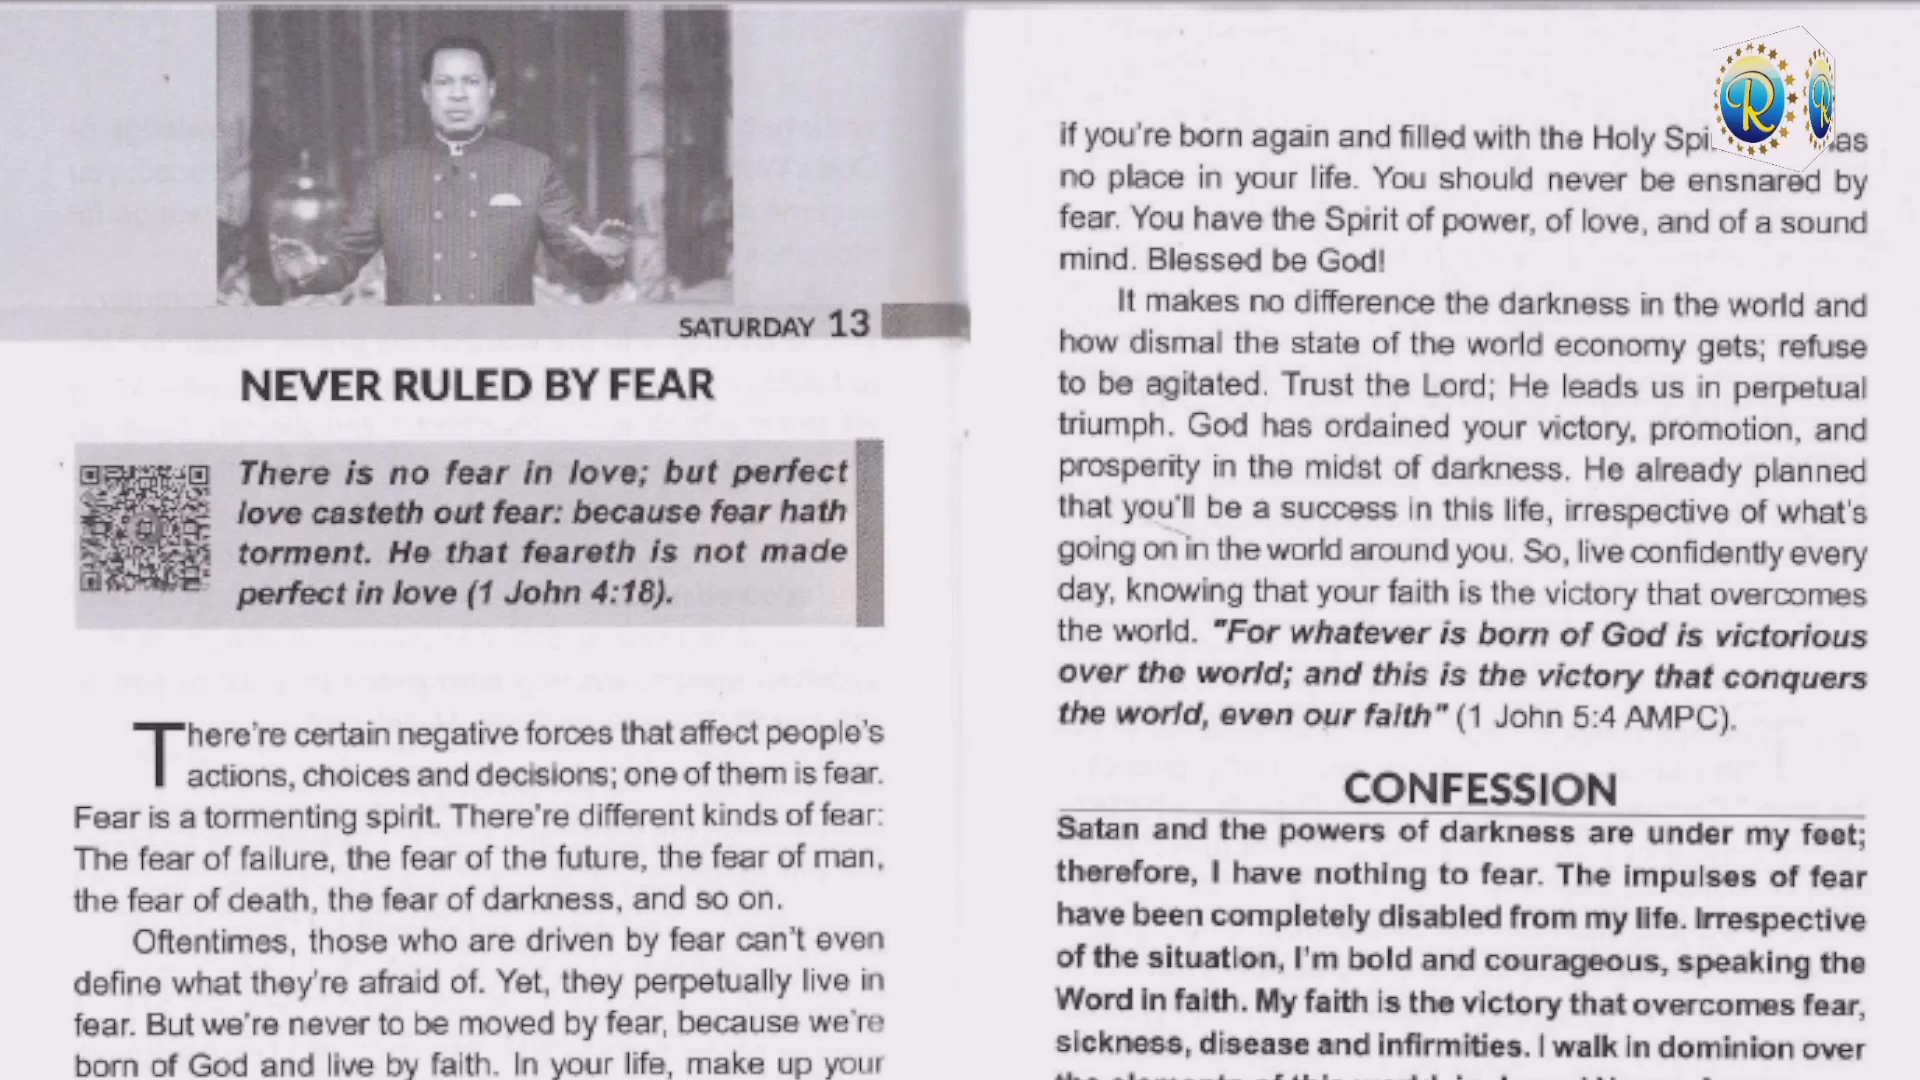 SATURDAY 13
NEVER RULED BY FEAR
There is no fear in love; but perfect
love casteth out fear: because fear hath
torment. He that feareth is not made
perfect in love (1 John 4:18).
There're certain negative forces that affect people's
actions, choices and decisions; one of them is fear.
Fear is a tormenting spirit. There're different kinds of fear:
The fear of failure, the fear of the future, the fear of man,
the fear of death, the fear of darkness, and so on.
Oftentimes, those who are driven by fear can't even
define what they're afraid of. Yet, they perpetually live in
fear. But we're never to be moved by fear, because we're
born of God and live by faith. In your life, make up your
R R
if you're born again and filled with the Holy
no place in your life. You should never be ensnared by
fear. You have the Spirit of power, of love, and of a sound
mind. Blessed be God!
It makes no difference the darkness in the world and
how dismal the state of the world economy gets; refuse
to be agitated. Trust the Lord; He leads us in perpetual
triumph. God has ordained your victory, promotion, and
prosperity in the midst of darkness. He already planned
that you'll be a success in this life, irrespective of what's
going on in the world around you. So, live confidently every
day, knowing that your faith is the victory that overcomes
the world. "For whatever is born of God is victorious
over the world; and this is the victory that conquers
the world, even our faith" (1 John 5:4 AMPC).
CONFESSION
Satan and the powers of darkness are under my feet;
therefore, I have nothing to fear. The impulses of fear
have been completely disabled from my life. Irrespective
of the situation, I'm bold and courageous, speaking the
Word in faith. My faith is the victory that overcomes fear,
sickness, disease and infirmities. I walk in dominion over